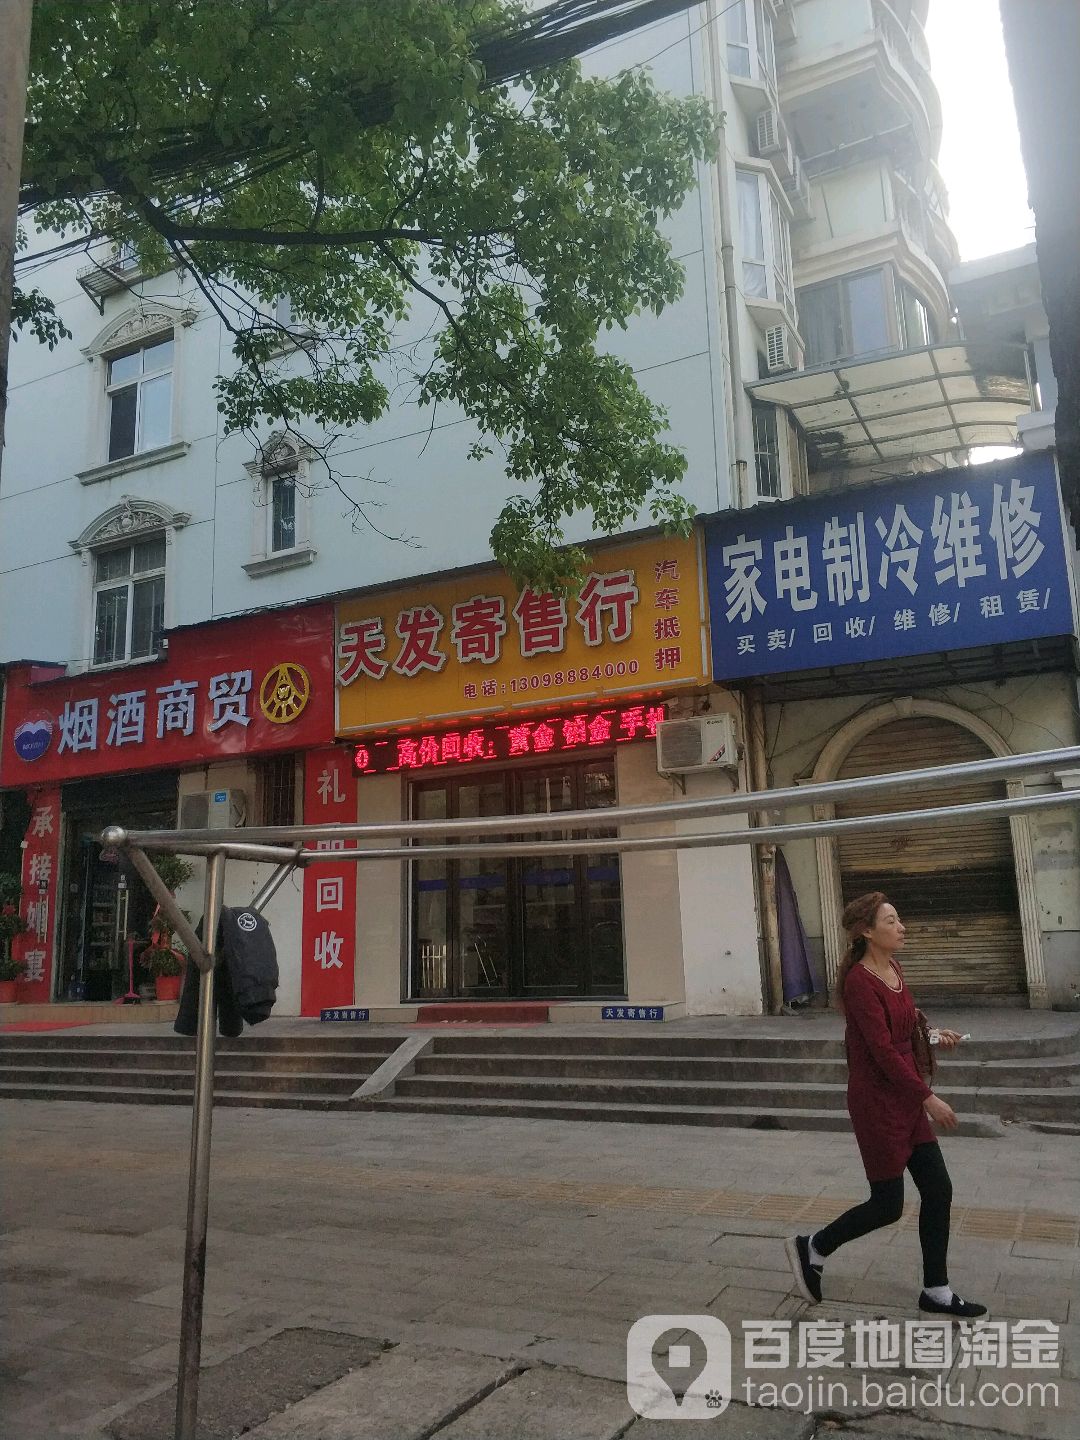 烟酒商贸
承接婚宴
礼品回收
天发寄售行
汽车抵押
电话:13098884000
0 高价回收:黄金 铂金 手机
天发寄售行
天发寄售行
家电制冷维修
买卖/回收/维修/租赁/
百度地图淘金
taojin.baidu.com